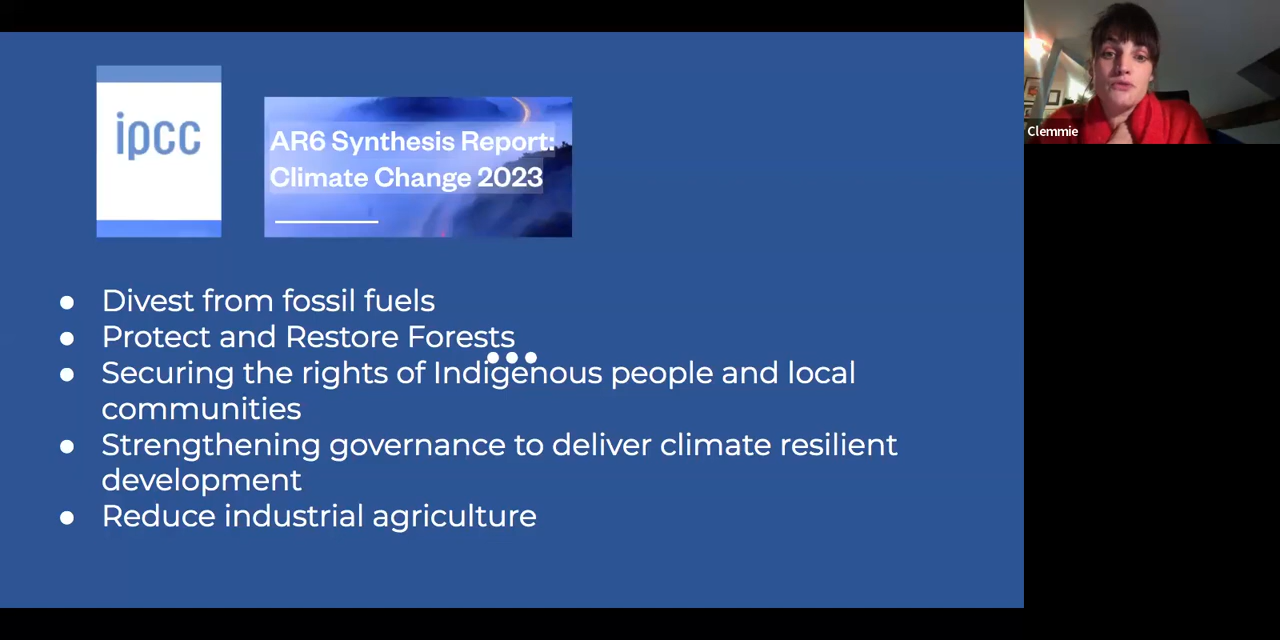 ipcc
AR6 Synthesis Report:
Climate Change 2023
● Divest from fossil fuels
● Protect and Restore Forests
● Securing the rights of Indigenous people and local
communities
● Strengthening governance to deliver climate resilient
development
● Reduce industrial agriculture
Clemmie